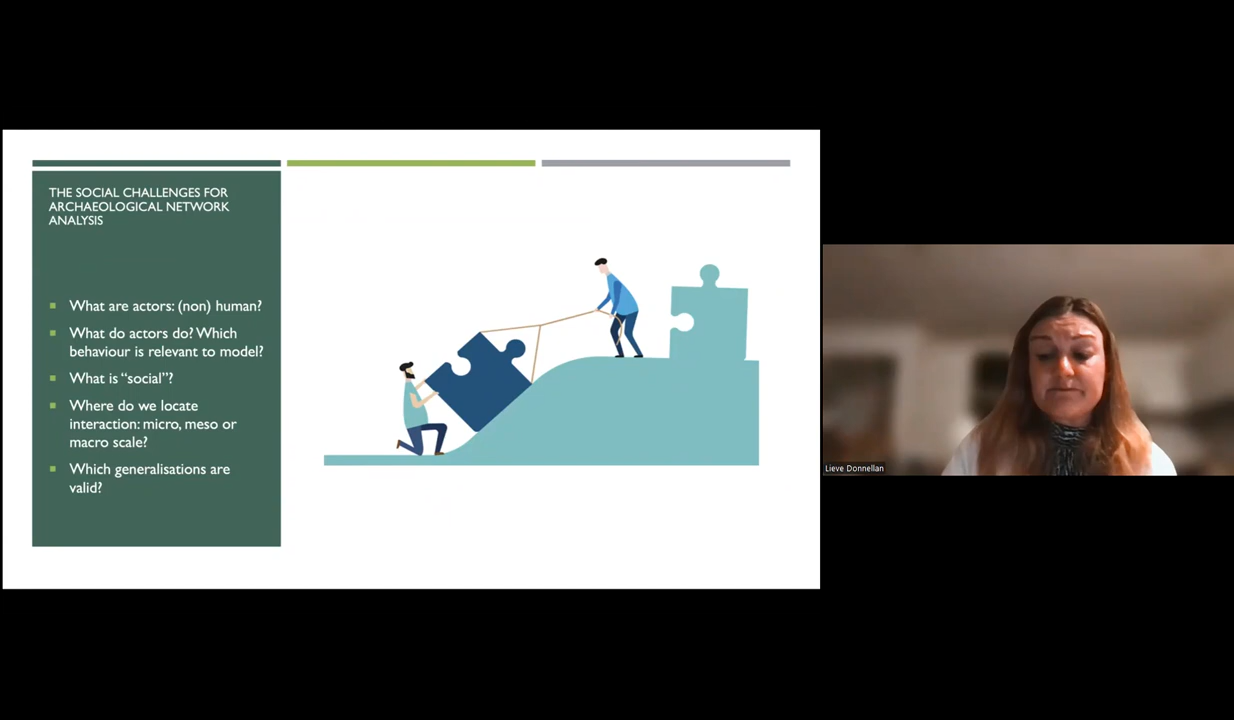 THE SOCIAL CHALLENGES FOR
ARCHAEOLOGICAL NETWORK
ANALYSIS
What are actors: (non) human?
What do actors do? Which
behaviour is relevant to model?
What is “social”?
Where do we locate
interaction: micro, meso or
macro scale?
Which generalisations are
valid?
Lieve Donnellan